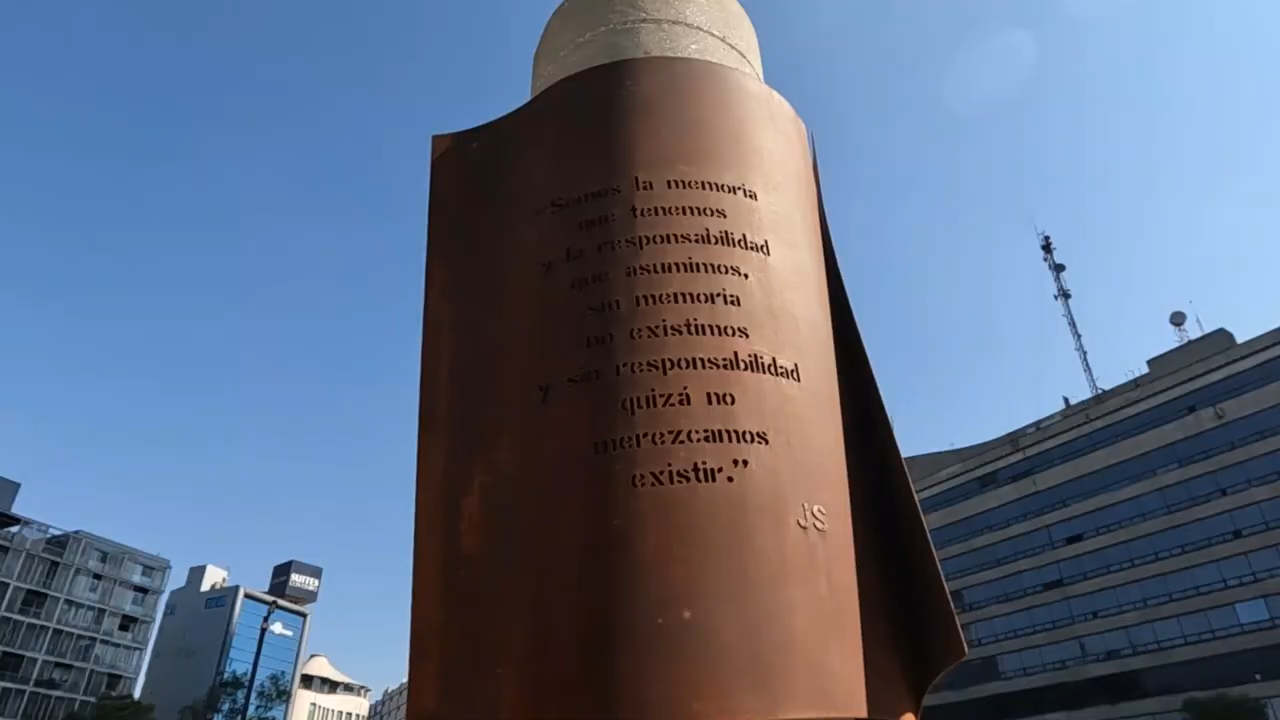 “Somos la memoria
que tenemos
y la responsabilidad
que asumimos,
sin memoria
no existimos
y sin responsabilidad
quizá no
merezcamos
existir.”
JS
SUITES